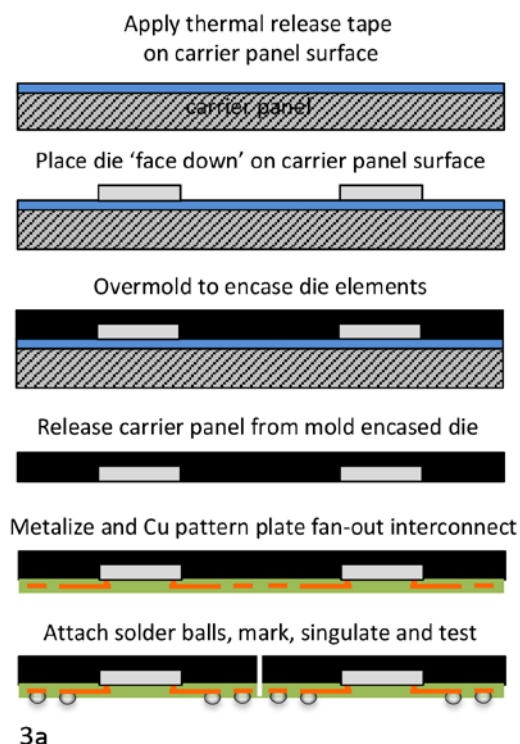 Apply thermal release tape
on carrier panel surface
carrier panel
Place die ‘face down’ on carrier panel surface
Overmold to encase die elements
Release carrier panel from mold encased die
Metalize and Cu pattern plate fan-out interconnect
Attach solder balls, mark, singulate and test
3a